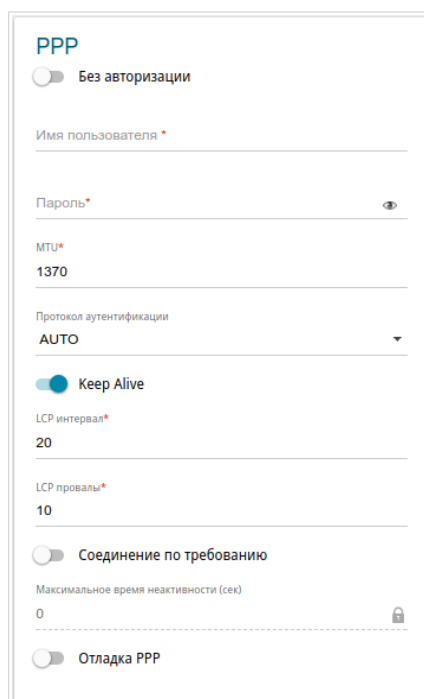 PPP
Без авторизации
Имя пользователя *
Пароль*
MTU*
1370
Протокол аутентификации
AUTO
Keep Alive
LCP интервал*
20
LCP провалы*
10
Соединение по требованию
Максимальное время неактивности (сек)
0
Отладка PPP